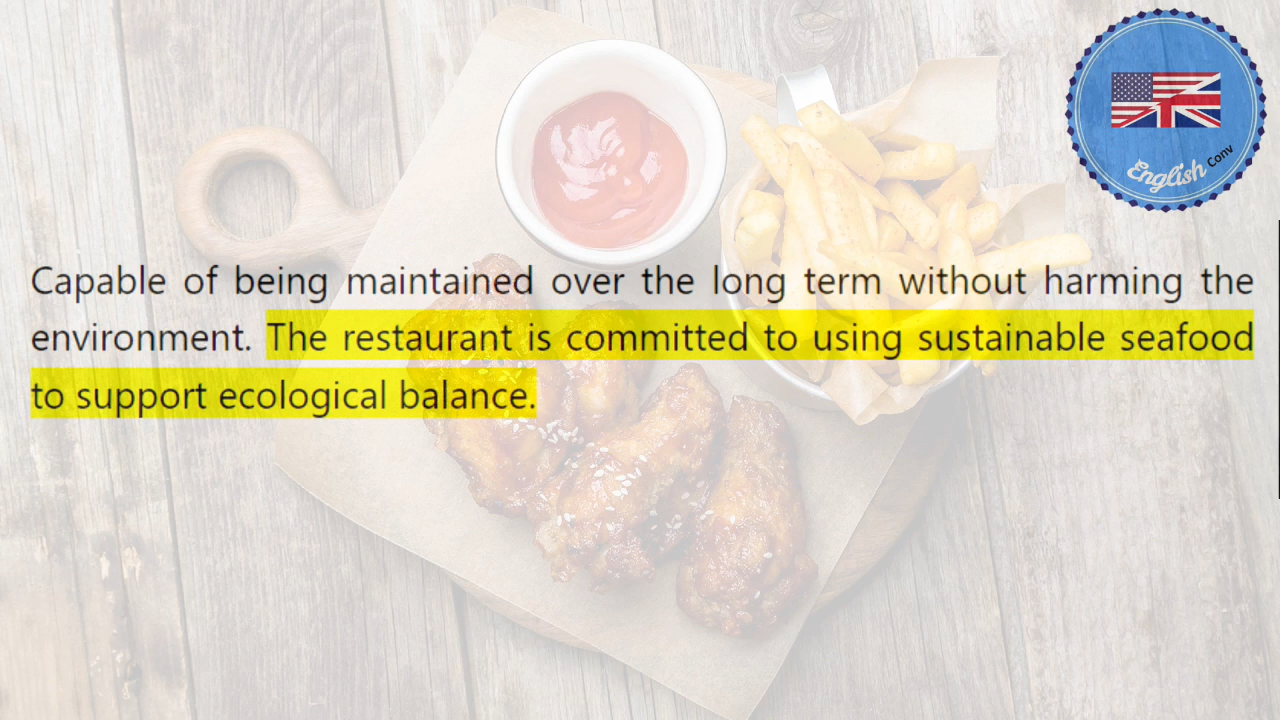 English Conv
Capable of being maintained over the long term without harming the
environment. The restaurant is committed to using sustainable seafood
to support ecological balance.